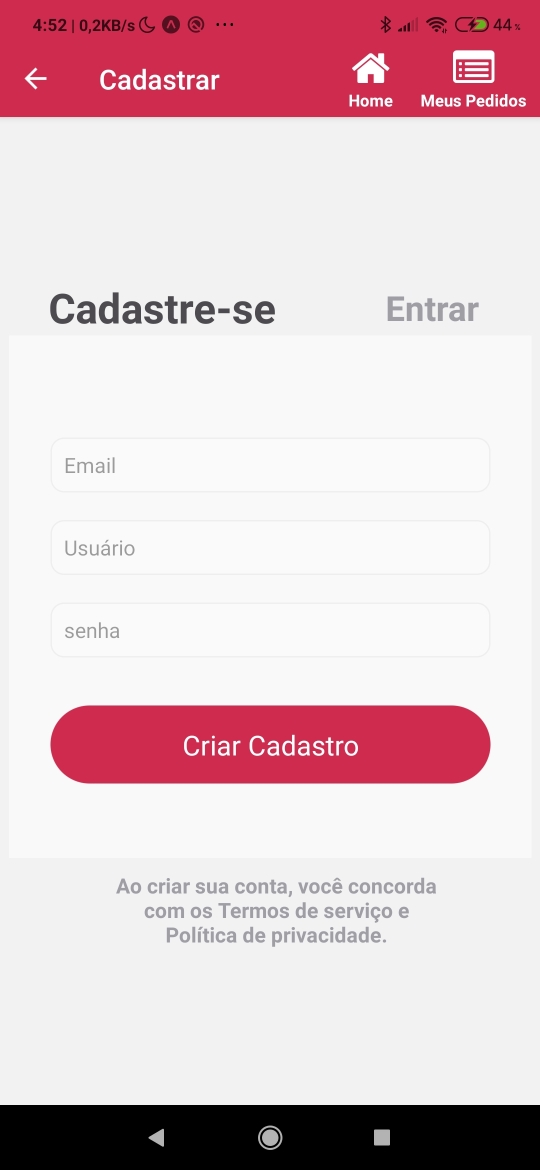 4:52 | 0,2KB/s ... 44%
Cadastrar
Home
Meus Pedidos
Cadastre-se
Entrar
Email
Usuário
senha
Criar Cadastro
Ao criar sua conta, você concorda
com os Termos de serviço e
Política de privacidade.